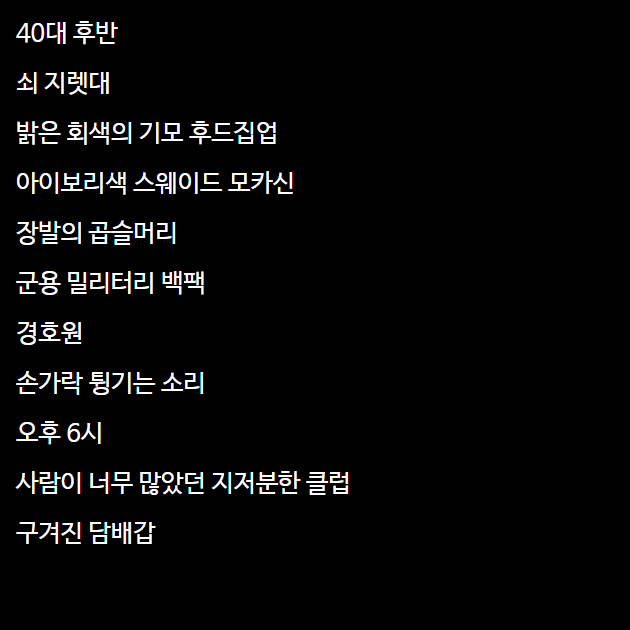 40대 후반
쇠 지렛대
밝은 회색의 기모 후드집업
아이보리색 스웨이드 모카신
장발의 곱슬머리
군용 밀리터리 백팩
경호원
손가락 튕기는 소리
오후 6시
사람이 너무 많았던 지저분한 클럽
구겨진 담배갑